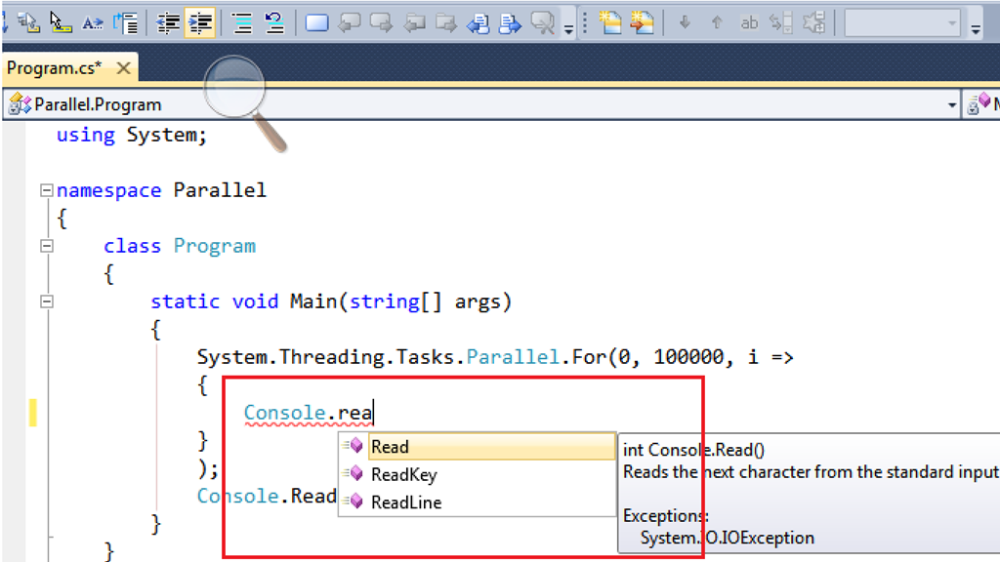 ab
Program.cs*
Parallel.Program
using System;
namespace Parallel
{
class Program
{
static void Main(string[] args)
{
System.Threading.Tasks.Parallel.For(0, 100000, i =>
{
Console.rea
Read
ReadKey
ReadLine
int Console.Read()
Reads the next character from the standard input
Exceptions:
System.IO.IOException
}
);
Console.Read
}
}